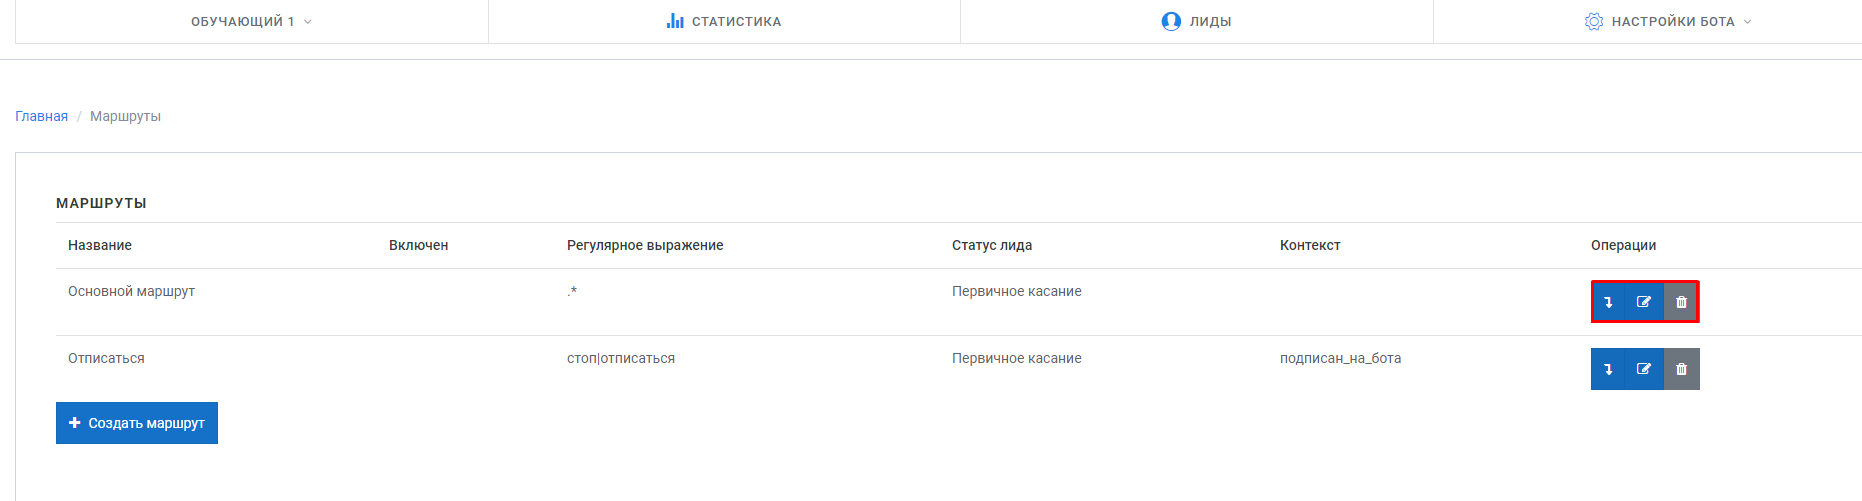 ОБУЧАЮЩИЙ 1 СТАТИСТИКА ЛИДЫ НАСТРОЙКИ БОТА
Главная / Маршруты
МАРШРУТЫ
Название Включен Регулярное выражение Статус лида Контекст Операции
Основной маршрут .* Первичное касание
Отписаться стоп|отписаться Первичное касание подписан_на_бота
Создать маршрут